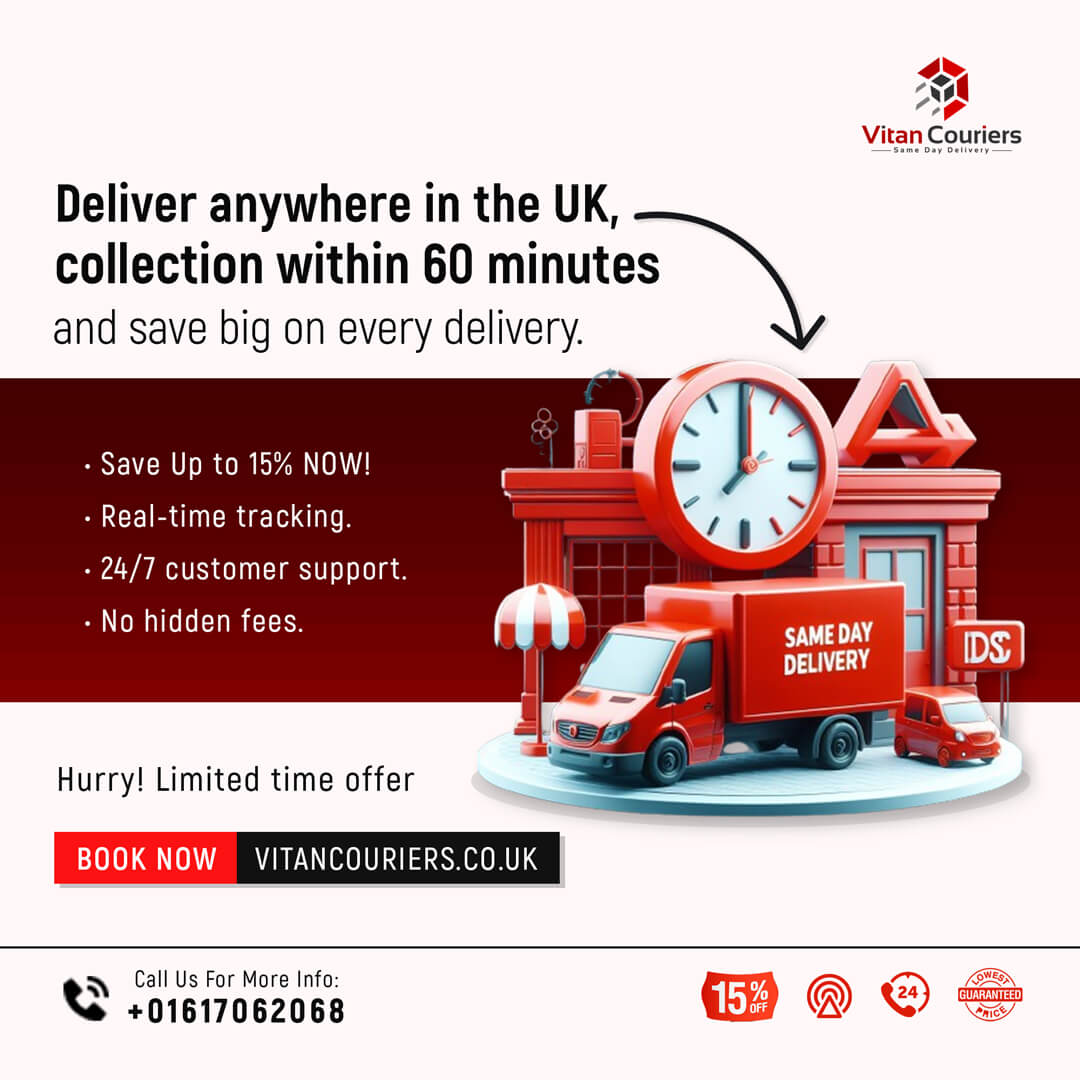 Vitan Couriers
Same Day Delivery
Deliver anywhere in the UK,
collection within 60 minutes
and save big on every delivery.
• Save Up to 15% NOW!
• Real-time tracking.
• 24/7 customer support.
• No hidden fees.
SAME DAY
DELIVERY
IDSC
Hurry! Limited time offer
BOOK NOW VITANCOURIERS.CO.UK
Call Us For More Info:
+01617062068
15% OFF
24
LOWEST
GUARANTEED
PRICE